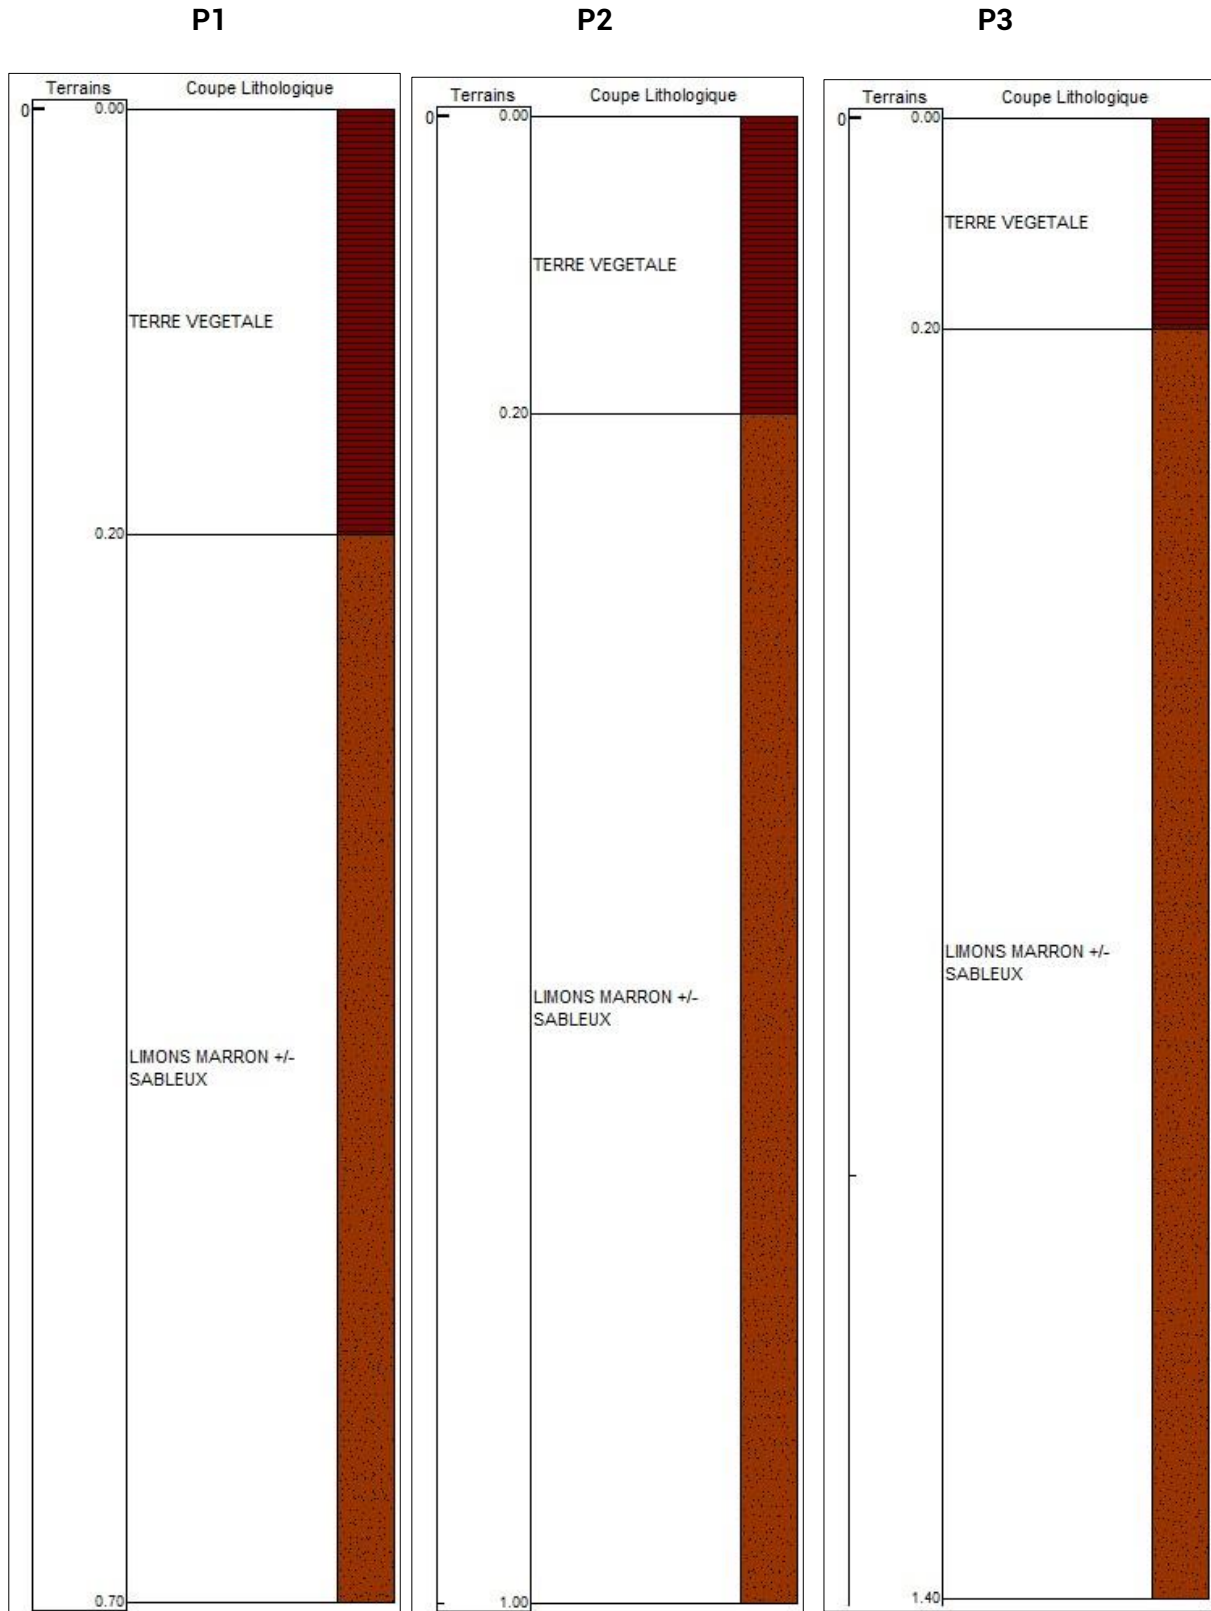 P1
P2
P3
Terrains
Coupe Lithologique
0
0.00
TERRE VEGETALE
0.20
LIMONS MARRON +/-
SABLEUX
0.70
Terrains
Coupe Lithologique
0
0.00
TERRE VEGETALE
0.20
LIMONS MARRON +/-
SABLEUX
1.00
Terrains
Coupe Lithologique
0
0.00
TERRE VEGETALE
0.20
LIMONS MARRON +/-
SABLEUX
1.40